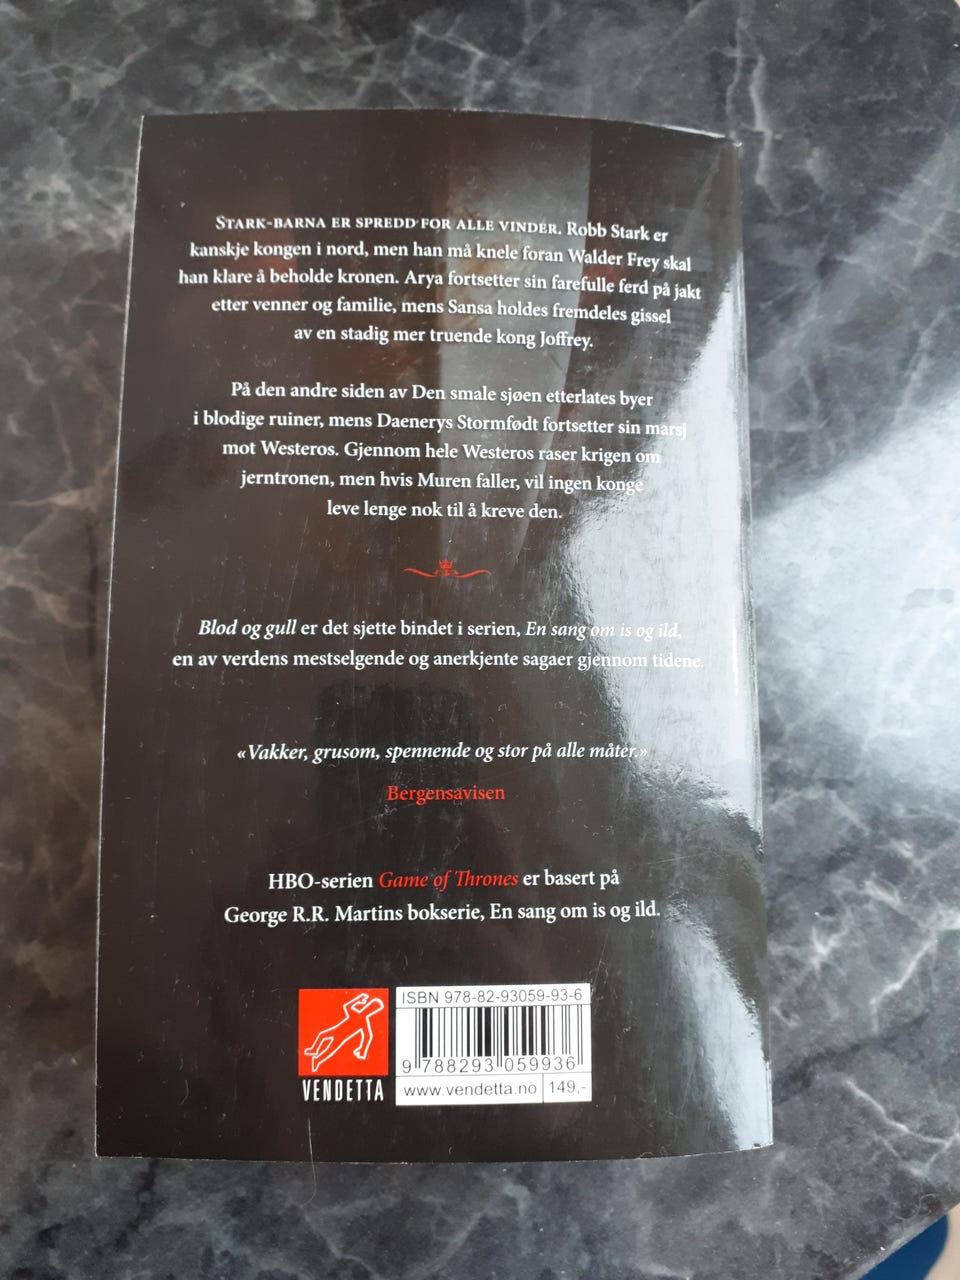 STARK-BARNA ER SPREDD FOR ALLE VINDER. Robb Stark er
kanskje kongen i nord, men han må knele foran Walder Frey skal
han klare å beholde kronen. Arya fortsetter sin farefulle ferd på jakt
etter venner og familie, mens Sansa holdes fremdeles gissel
av en stadig mer truende kong Joffrey.
På den andre siden av Den smale sjøen etterlates byer
i blodige ruiner, mens Daenerys Stormfødt fortsetter sin marsj
mot Westeros. Gjennom hele Westeros raser krigen om
jerntronen, men hvis Muren faller, vil ingen konge
leve lenge nok til å kreve den.
Blod og gull er det sjette bindet i serien, En sang om is og ild,
en av verdens mestselgende og anerkjente sagaer gjennom tidene.
«Vakker, grusom, spennende og stor på alle måter.»
Bergensavisen
HBO-serien Game of Thrones er basert på
George R.R. Martins bokserie, En sang om is og ild.
ISBN 978-82-93059-93-6
9 788293 059936
VENDETTA
www.vendetta.no 149,-